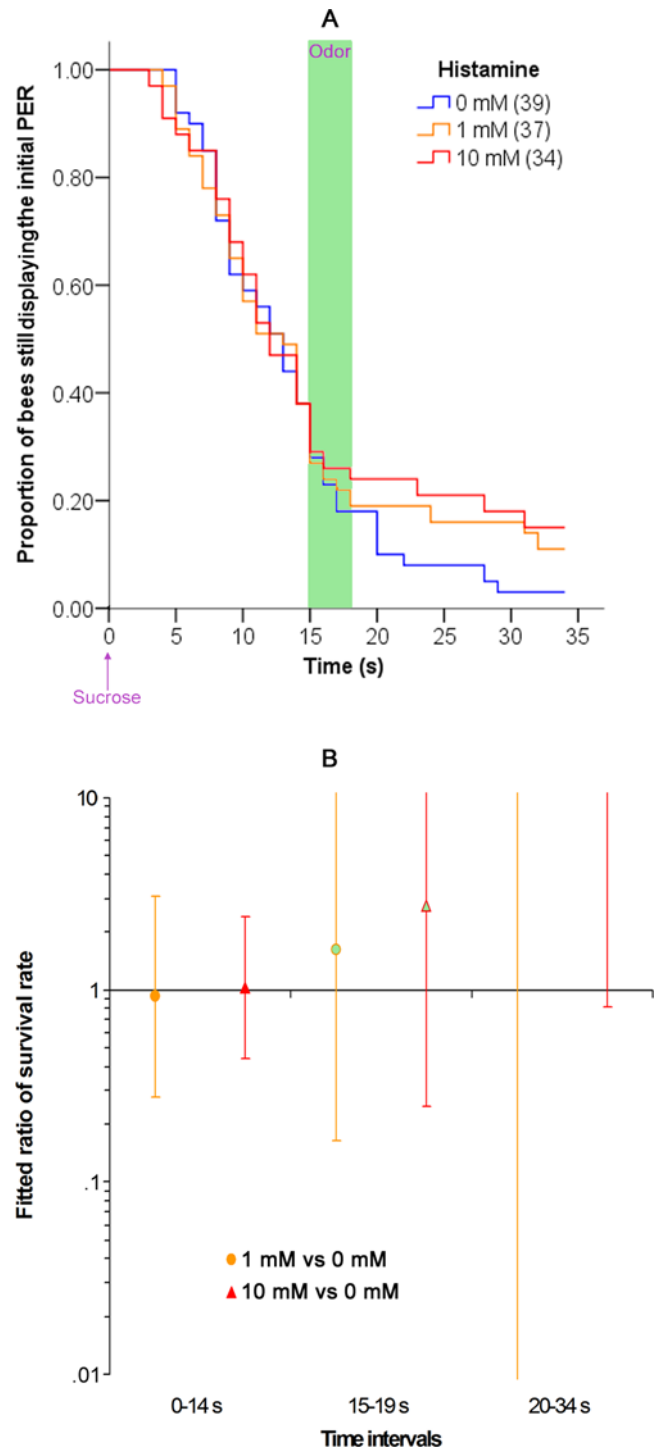 A
Odor
Histamine
0 mM (39)
1 mM (37)
10 mM (34)
Proportion of bees still displaying the initial PER
1.00
0.80
0.60
0.40
0.20
0.00
0 5 10 15 20 25 30 35
Time (s)
Sucrose
B
Fitted ratio of survival rate
10
1
.1
.01
1 mM vs 0 mM
10 mM vs 0 mM
0-14 s 15-19 s 20-34 s
Time intervals